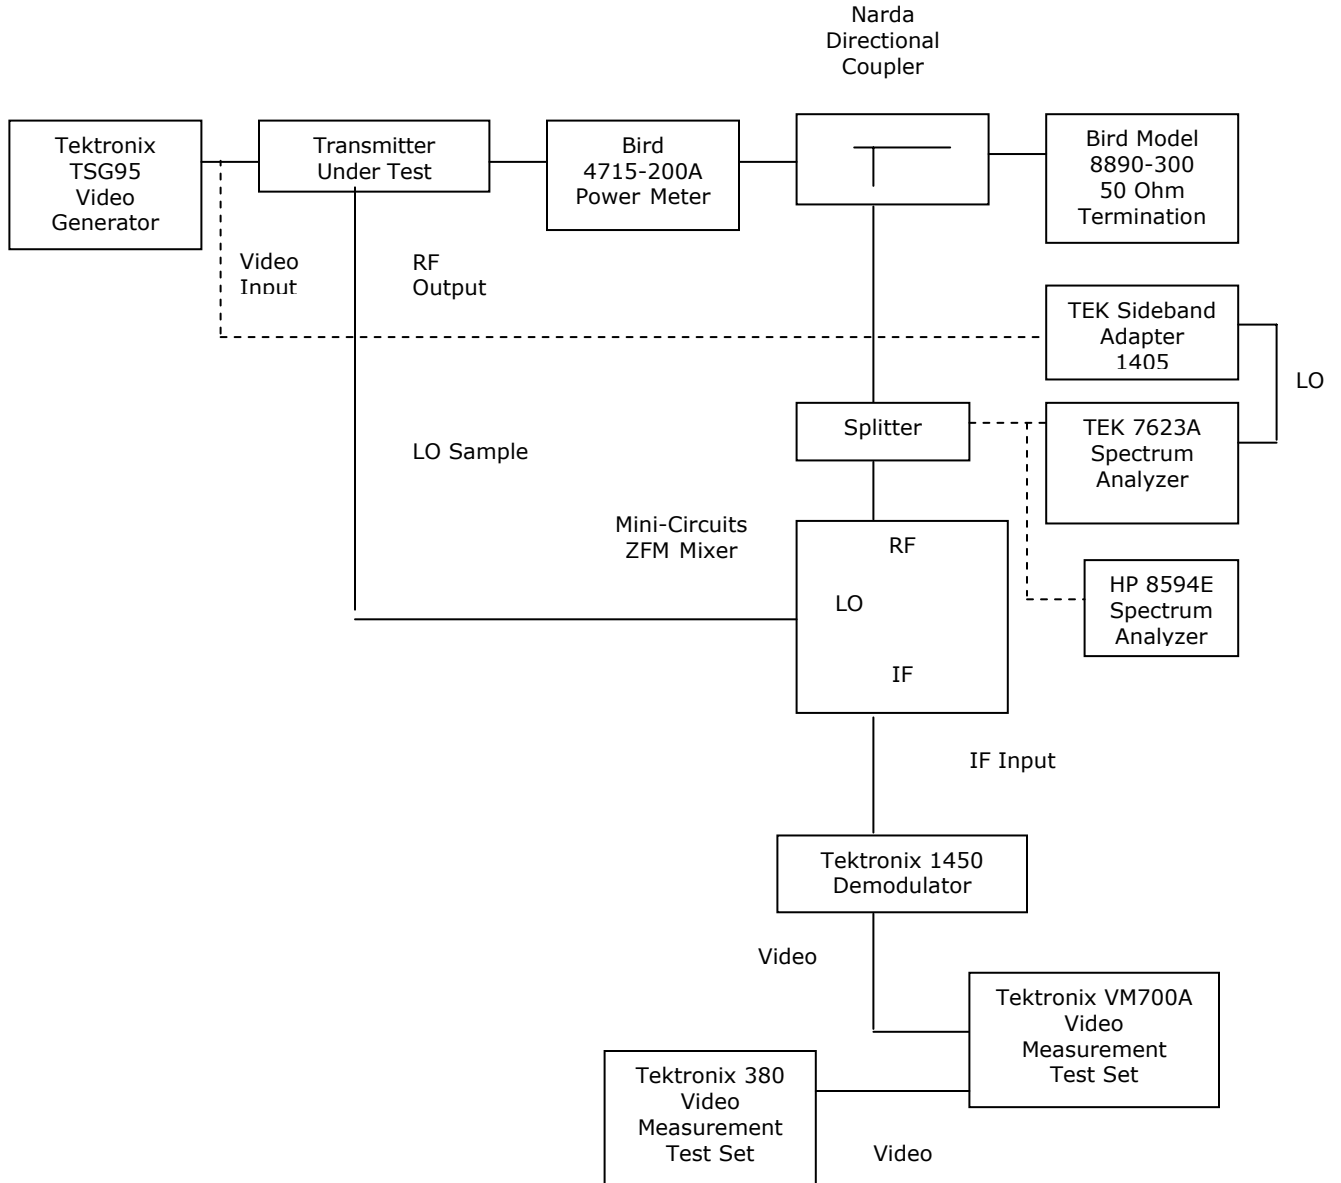 Narda
Directional
Coupler
Tektronix
TSG95
Video
Generator
Transmitter
Under Test
Bird
4715-200A
Power Meter
Bird Model
8890-300
50 Ohm
Termination
Video
Input
RF
Output
TEK Sideband
Adapter
1405
LO
Splitter
TEK 7623A
Spectrum
Analyzer
LO Sample
Mini-Circuits
ZFM Mixer
RF
LO
IF
HP 8594E
Spectrum
Analyzer
IF Input
Tektronix 1450
Demodulator
Video
Tektronix VM700A
Video
Measurement
Test Set
Tektronix 380
Video
Measurement
Test Set
Video